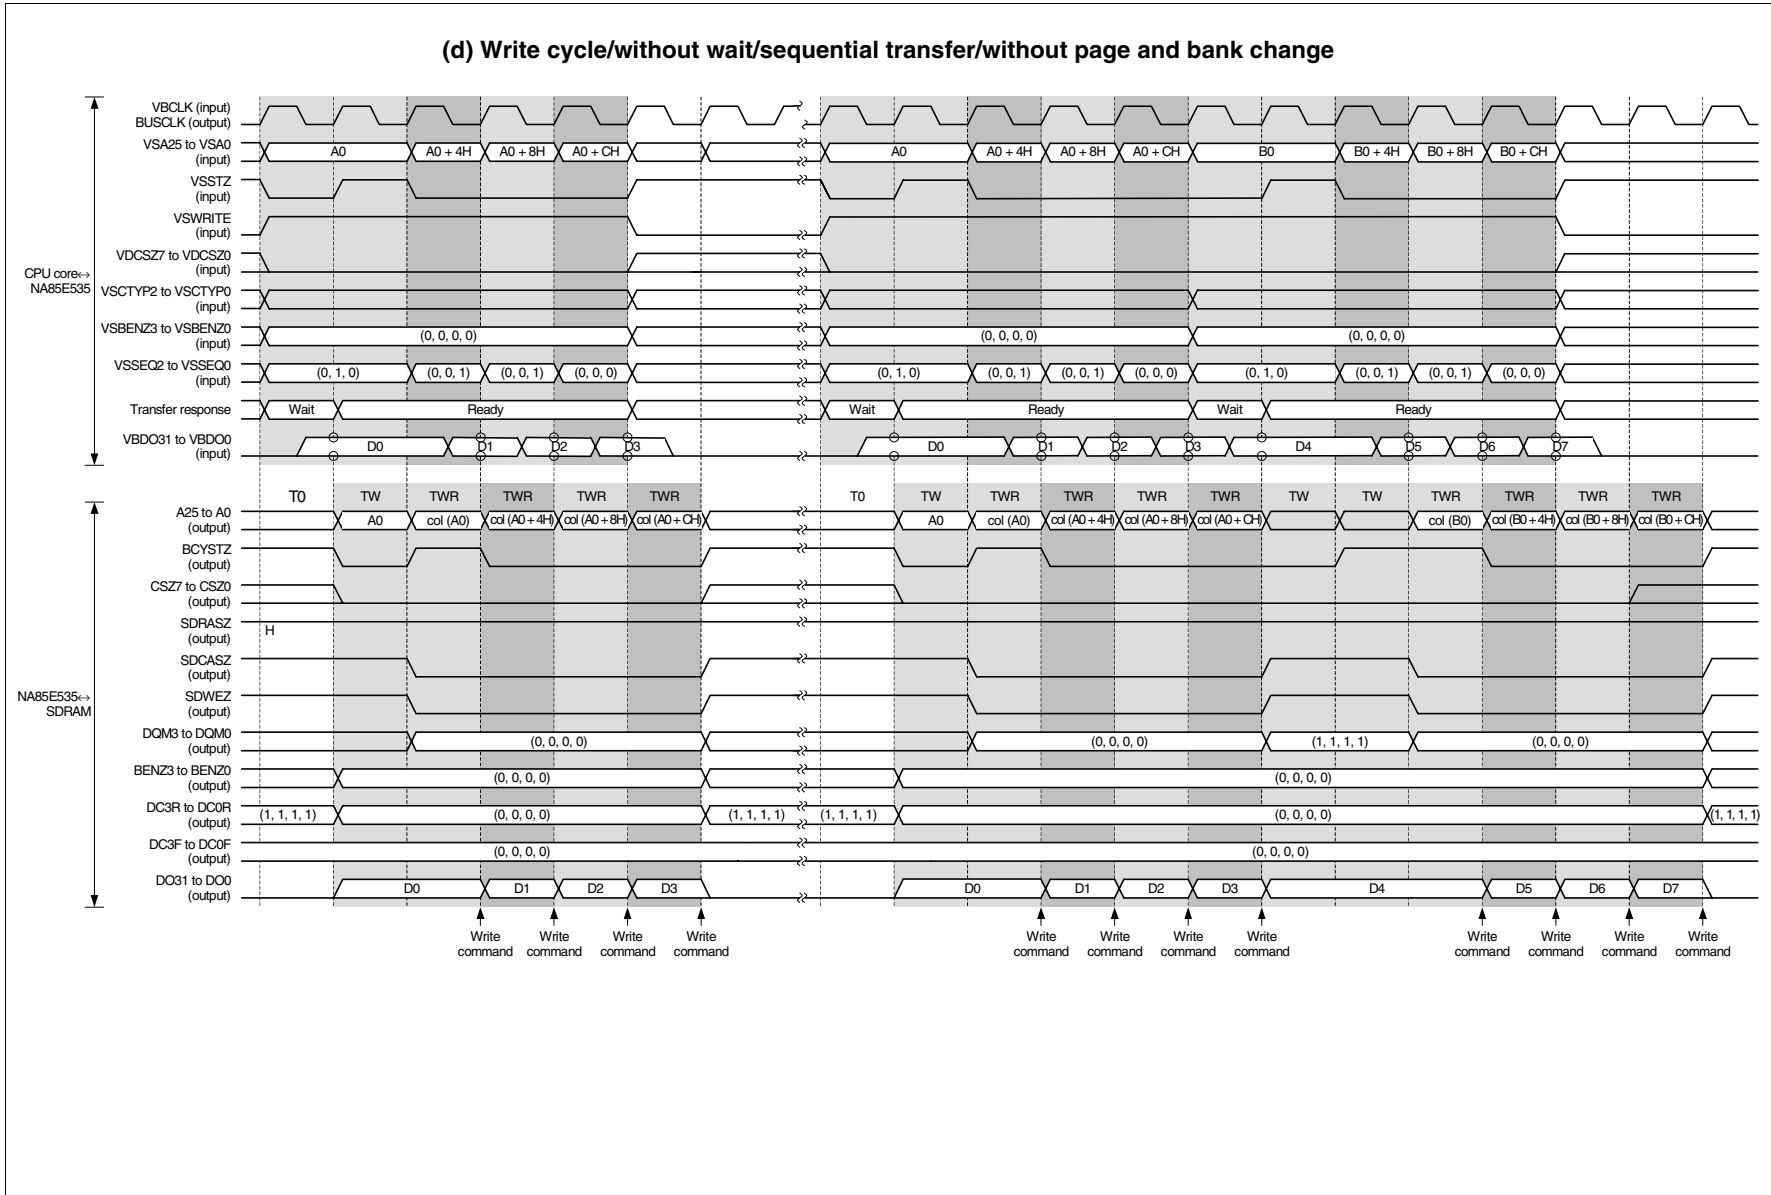 (d) Write cycle/without wait/sequential transfer/without page and bank change
CPU core↔
NA85E535
VBCLK (input)
BUSCLK (output)
VSA25 to VSA0
(input)
A0 A0 + 4H A0 + 8H A0 + CH A0 A0 + 4H A0 + 8H A0 + CH B0 B0 + 4H B0 + 8H B0 + CH
VSSTZ
(input)
VSWRITE
(input)
VDCSZ7 to VDCSZ0
(input)
VSCTYP2 to VSCTYP0
(input)
VSBENZ3 to VSBENZ0
(input)
(0, 0, 0, 0) (0, 0, 0, 0) (0, 0, 0, 0)
VSSEQ2 to VSSEQ0
(input)
(0, 1, 0) (0, 0, 1) (0, 0, 1) (0, 0, 0) (0, 1, 0) (0, 0, 1) (0, 0, 1) (0, 0, 0) (0, 1, 0) (0, 0, 1) (0, 0, 1) (0, 0, 0)
Transfer response Wait Ready Wait Ready Wait Ready
VBDO31 to VBDO0
(input)
D0 D1 D2 D3 D0 D1 D2 D3 D4 D5 D6 D7
NA85E535↔
SDRAM
T0 TW TWR TWR TWR TWR T0 TW TWR TWR TWR TWR TW TW TWR TWR TWR TWR
A25 to A0
(output)
A0 col (A0) col (A0 + 4H) col (A0 + 8H) col (A0 + CH) A0 col (A0) col (A0 + 4H) col (A0 + 8H) col (A0 + CH) col (B0) col (B0 + 4H) col (B0 + 8H) col (B0 + CH)
BCYSTZ
(output)
CSZ7 to CSZ0
(output)
SDRASZ
(output)
H
SDCASZ
(output)
SDWEZ
(output)
DQM3 to DQM0
(output)
(0, 0, 0, 0) (0, 0, 0, 0) (1, 1, 1, 1) (0, 0, 0, 0)
BENZ3 to BENZ0
(output)
(0, 0, 0, 0) (0, 0, 0, 0)
DC3R to DC0R
(output)
(1, 1, 1, 1) (0, 0, 0, 0) (1, 1, 1, 1) (1, 1, 1, 1) (0, 0, 0, 0) (1, 1, 1, 1)
DC3F to DC0F
(output)
(0, 0, 0, 0) (0, 0, 0, 0)
DO31 to DO0
(output)
D0 D1 D2 D3 D0 D1 D2 D3 D4 D5 D6 D7
Write Write Write Write Write Write Write Write Write Write Write Write
command command command command command command command command command command command command